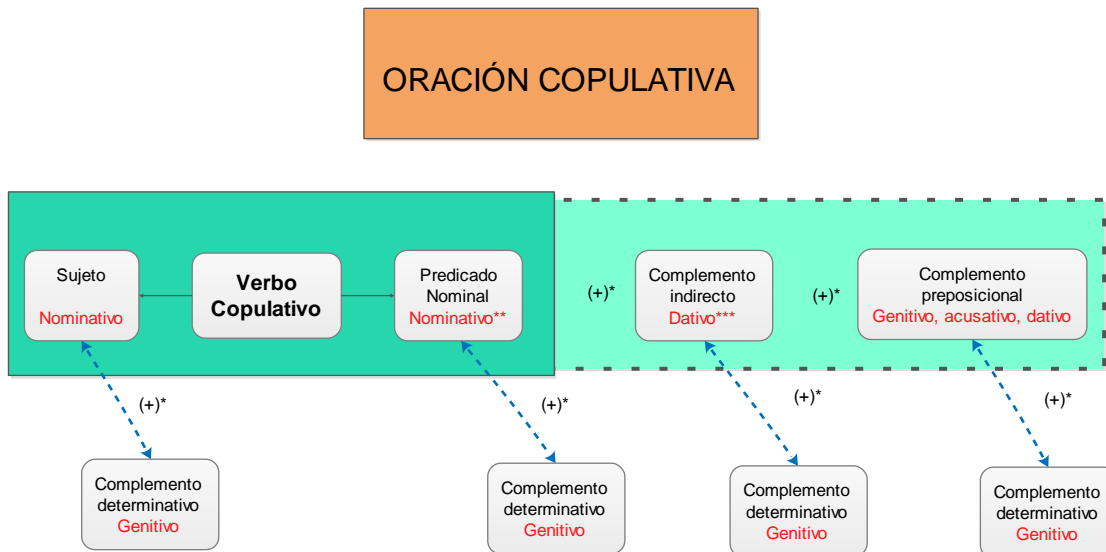 ORACIÓN COPULATIVA
Sujeto
Nominativo
Verbo
Copulativo
Predicado
Nominal
Nominativo**
(+)*
Complemento
indirecto
Dativo***
(+)*
Complemento
preposicional
Genitivo, acusativo, dativo
(+)*
(+)*
(+)*
(+)*
Complemento
determinativo
Genitivo
Complemento
determinativo
Genitivo
Complemento
determinativo
Genitivo
Complemento
determinativo
Genitivo